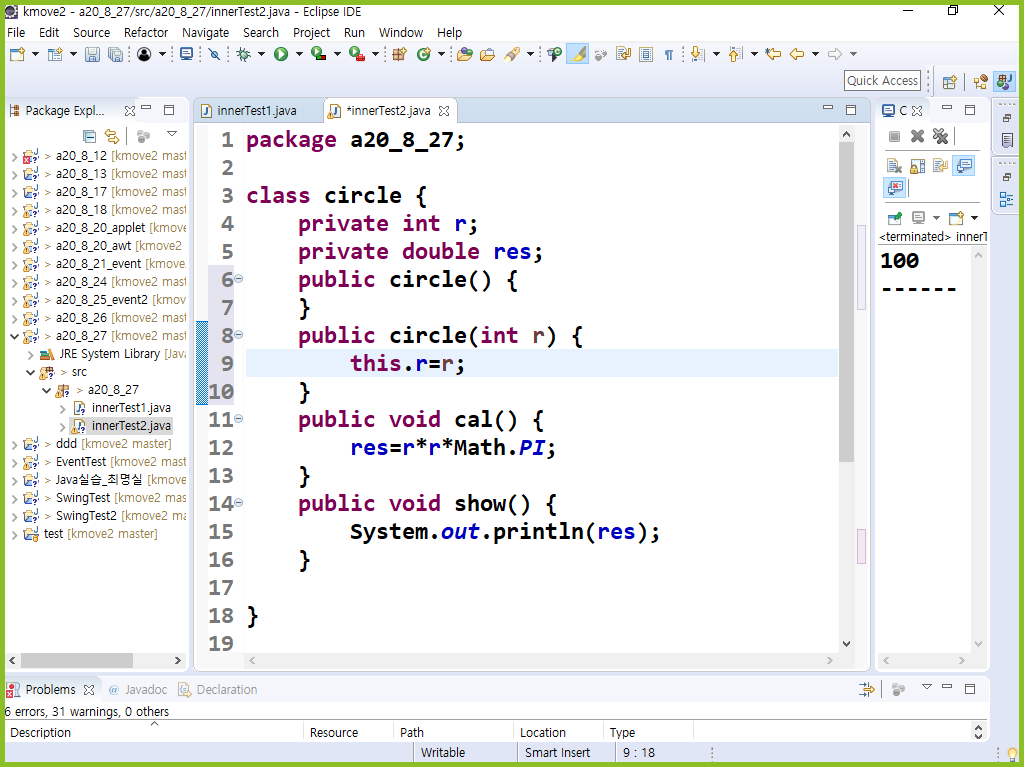 kmove2 - a20_8_27/src/a20_8_27/innerTest2.java - Eclipse IDE
File Edit Source Refactor Navigate Search Project Run Window Help
Quick Access
Package Expl...
innerTest1.java
*innerTest2.java
C
> a20_8_12 [kmove2 mast
> a20_8_13 [kmove2 mast
> a20_8_17 [kmove2 mast
> a20_8_18 [kmove2 mast
> a20_8_20_applet [kmove
> a20_8_20_awt [kmove2
> a20_8_21_event [kmove
> a20_8_24 [kmove2 mast
> a20_8_25_event2 [kmov
> a20_8_26 [kmove2 mast
> a20_8_27 [kmove2 mast
JRE System Library [Java
> src
> a20_8_27
innerTest1.java
innerTest2.java
> ddd [kmove2 master]
> EventTest [kmove2 mast
> Java실습_최명실 [kmove
> SwingTest [kmove2 mast
> SwingTest2 [kmove2 ma
test [kmove2 master]
1 package a20_8_27;
2
3 class circle {
4 private int r;
5 private double res;
6 public circle() {
7 }
8 public circle(int r) {
9 this.r=r;
10 }
11 public void cal() {
12 res=r*r*Math.PI;
13 }
14 public void show() {
15 System.out.println(res);
16 }
17
18 }
19
<terminated> innerT
100
------
Problems @ Javadoc Declaration
6 errors, 31 warnings, 0 others
Description Resource Path Location Type
Writable Smart Insert 9 : 18